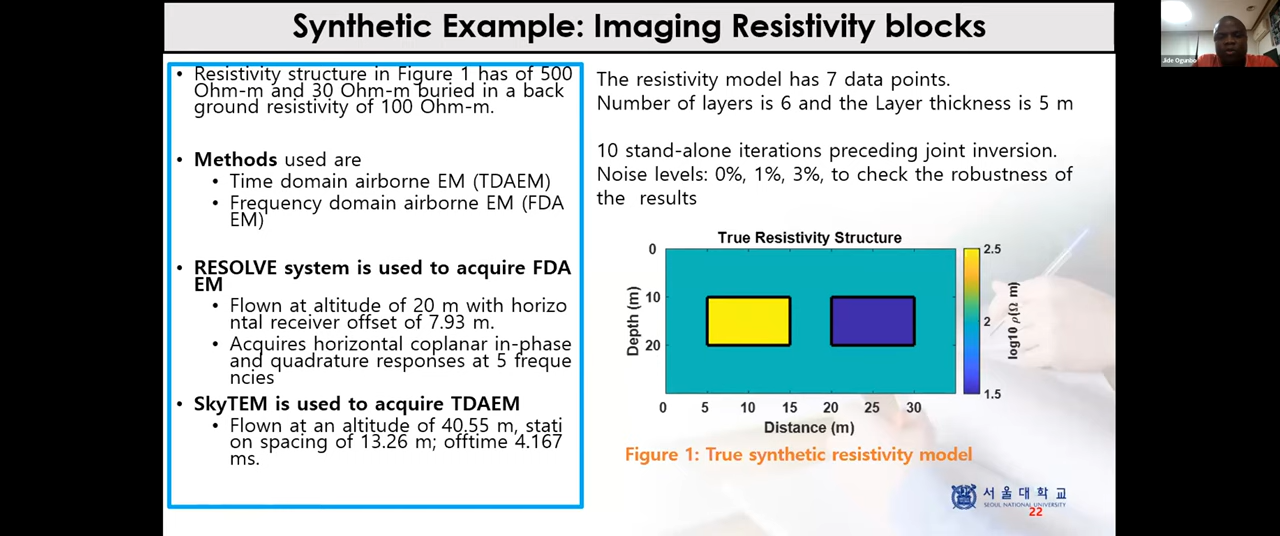 Synthetic Example: Imaging Resistivity blocks
• Resistivity structure in Figure 1 has of 500
Ohm-m and 30 Ohm-m buried in a back
ground resistivity of 100 Ohm-m.
• Methods used are
• Time domain airborne EM (TDAEM)
• Frequency domain airborne EM (FDA
EM)
• RESOLVE system is used to acquire FDA
EM
• Flown at altitude of 20 m with horizo
ntal receiver offset of 7.93 m.
• Acquires horizontal coplanar in-phase
and quadrature responses at 5 freque
ncies
• SkyTEM is used to acquire TDAEM
• Flown at an altitude of 40.55 m, stati
on spacing of 13.26 m; offtime 4.167
ms.
The resistivity model has 7 data points.
Number of layers is 6 and the Layer thickness is 5 m
10 stand-alone iterations preceding joint inversion.
Noise levels: 0%, 1%, 3%, to check the robustness of
the results
True Resistivity Structure
0
10
20
Depth (m)
0 5 10 15 20 25 30
Distance (m)
2.5
2
1.5
log10 ρ(Ω m)
Figure 1: True synthetic resistivity model
서울대학교
SEOUL NATIONAL UNIVERSITY
22
Jide Ogunbo